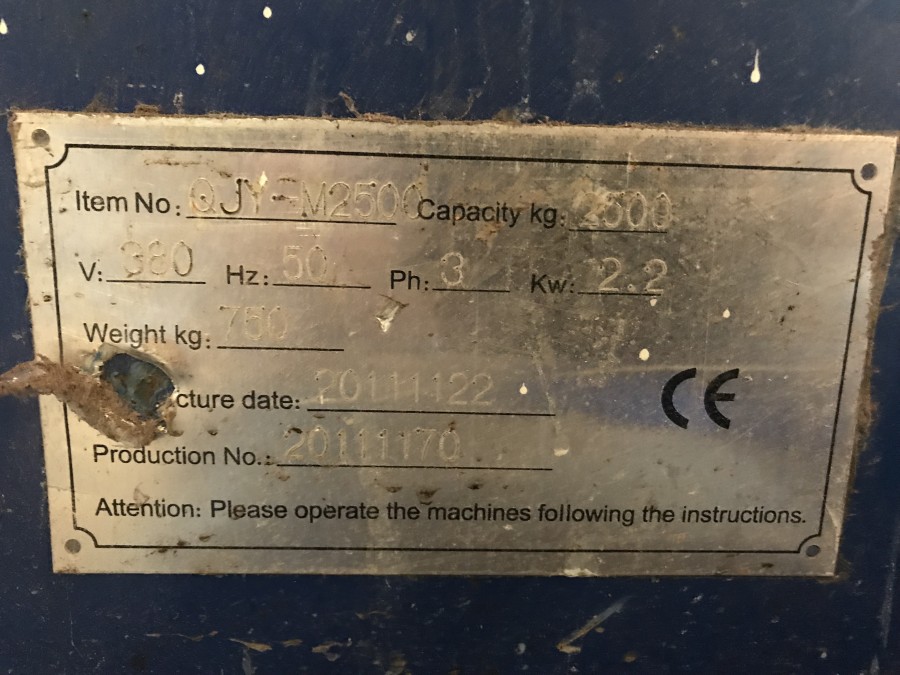 Item No: QJY-M2500 Capacity kg: 2500
V: 380 Hz: 50 Ph: 3 Kw: 2.2
Weight kg: 750
cture date: 20111122
Production No.: 20111170
CE
Attention: Please operate the machines following the instructions.